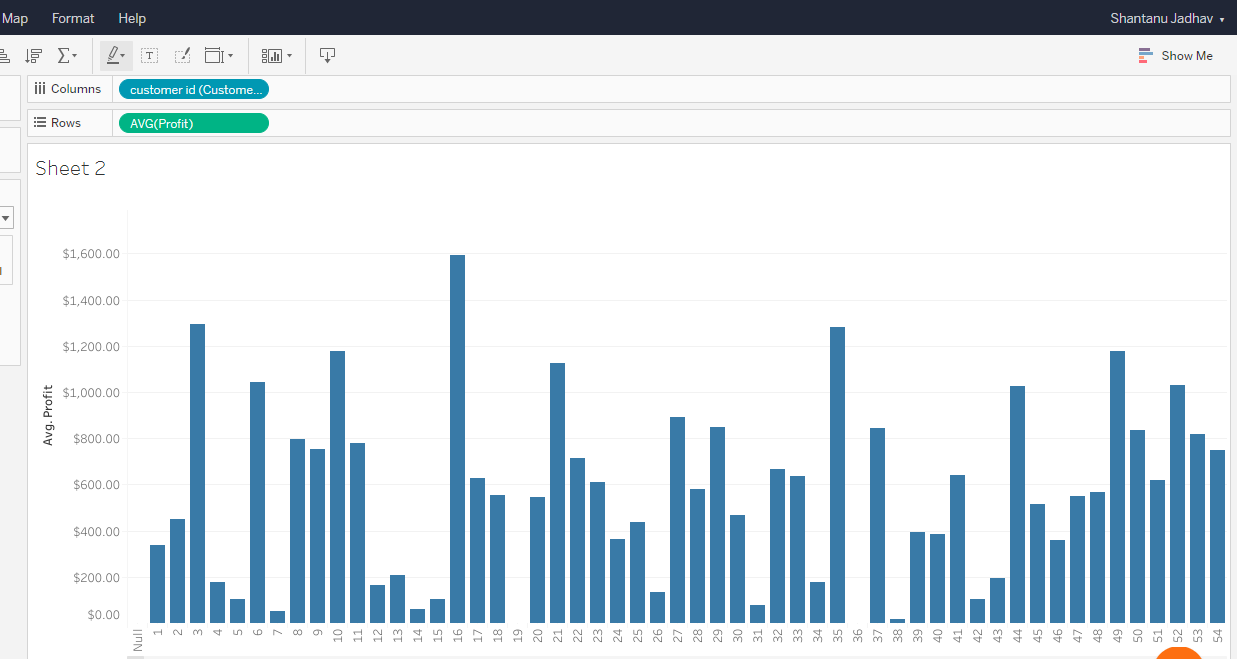 Map Format Help Shantanu Jadhav
T Show Me
Columns customer id (Custome...
Rows AVG(Profit)
Sheet 2
Avg. Profit
$1,600.00
$1,400.00
$1,200.00
$1,000.00
$800.00
$600.00
$400.00
$200.00
$0.00
Null 1 2 3 4 5 6 7 8 9 10 11 12 13 14 15 16 17 18 19 20 21 22 23 24 25 26 27 28 29 30 31 32 33 34 35 36 37 38 39 40 41 42 43 44 45 46 47 48 49 50 51 52 53 54